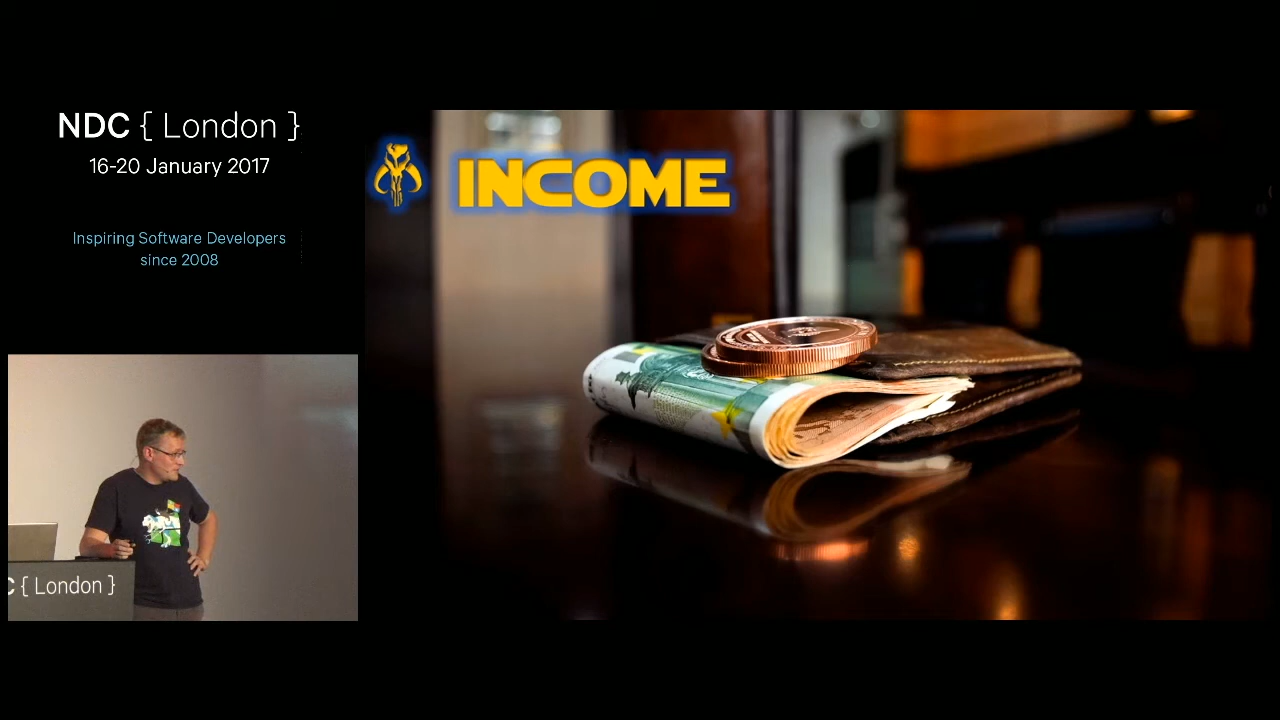 NDC { London }
16-20 January 2017
Inspiring Software Developers
since 2008
INCOME
C { London }